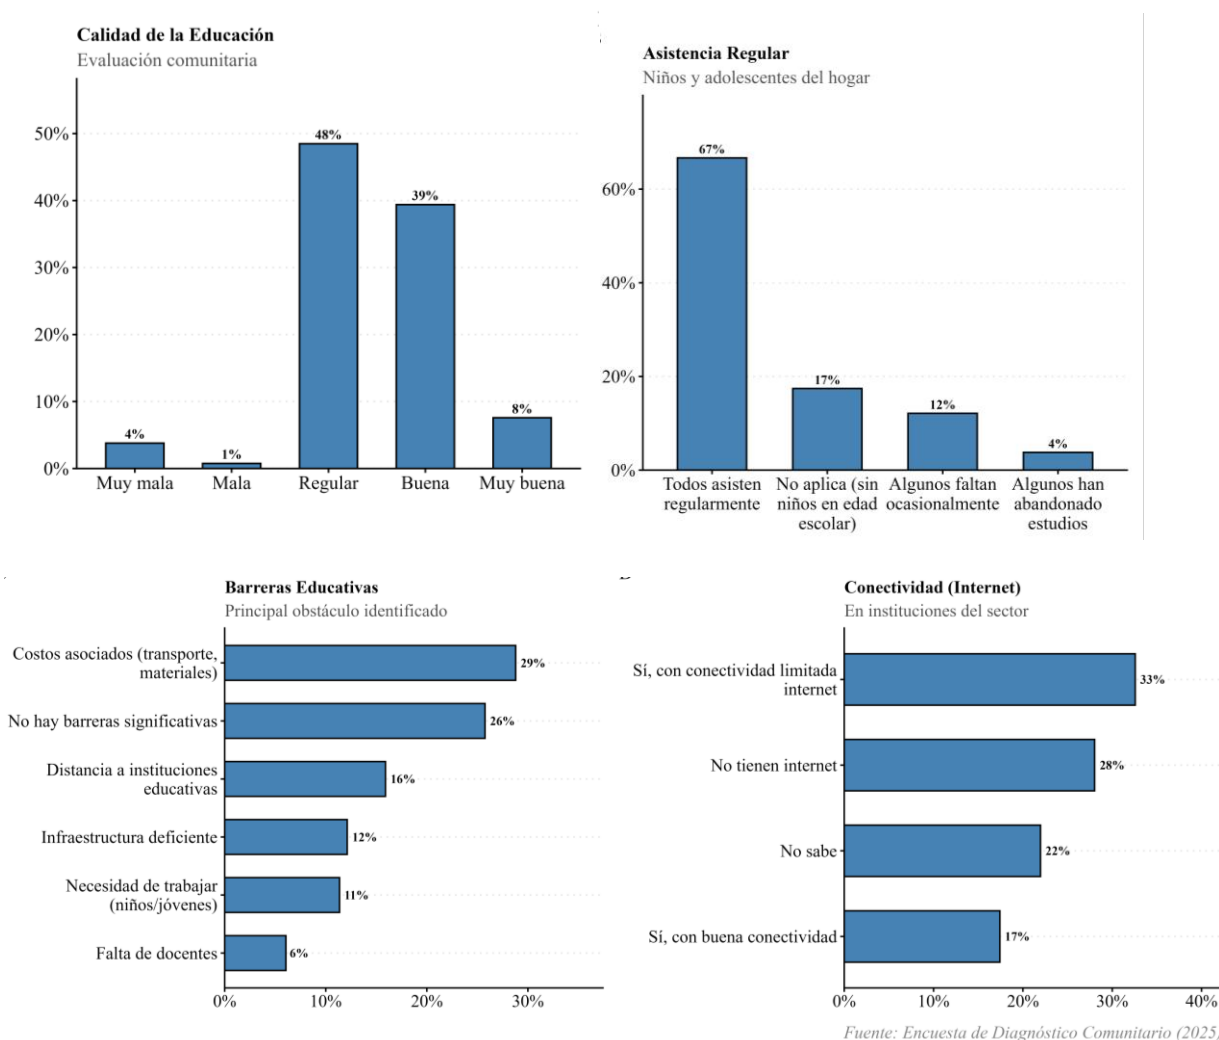 Calidad de la Educación
Evaluación comunitaria
50%
40%
30%
20%
10%
0%
4%
1%
48%
39%
8%
Muy mala
Mala
Regular
Buena
Muy buena
Asistencia Regular
Niños y adolescentes del hogar
60%
40%
20%
0%
67%
17%
12%
4%
Todos asisten
regularmente
No aplica (sin
niños en edad
escolar)
Algunos faltan
ocasionalmente
Algunos han
abandonado
estudios
Barreras Educativas
Principal obstáculo identificado
Costos asociados (transporte,
materiales)
29%
No hay barreras significativas
26%
Distancia a instituciones
educativas
16%
Infraestructura deficiente
12%
Necesidad de trabajar
(niños/jóvenes)
11%
Falta de docentes
6%
0%
10%
20%
30%
Conectividad (Internet)
En instituciones del sector
Sí, con conectividad limitada
internet
33%
No tienen internet
28%
No sabe
22%
Sí, con buena conectividad
17%
0%
10%
20%
30%
40%
Fuente: Encuesta de Diagnóstico Comunitario (2025)